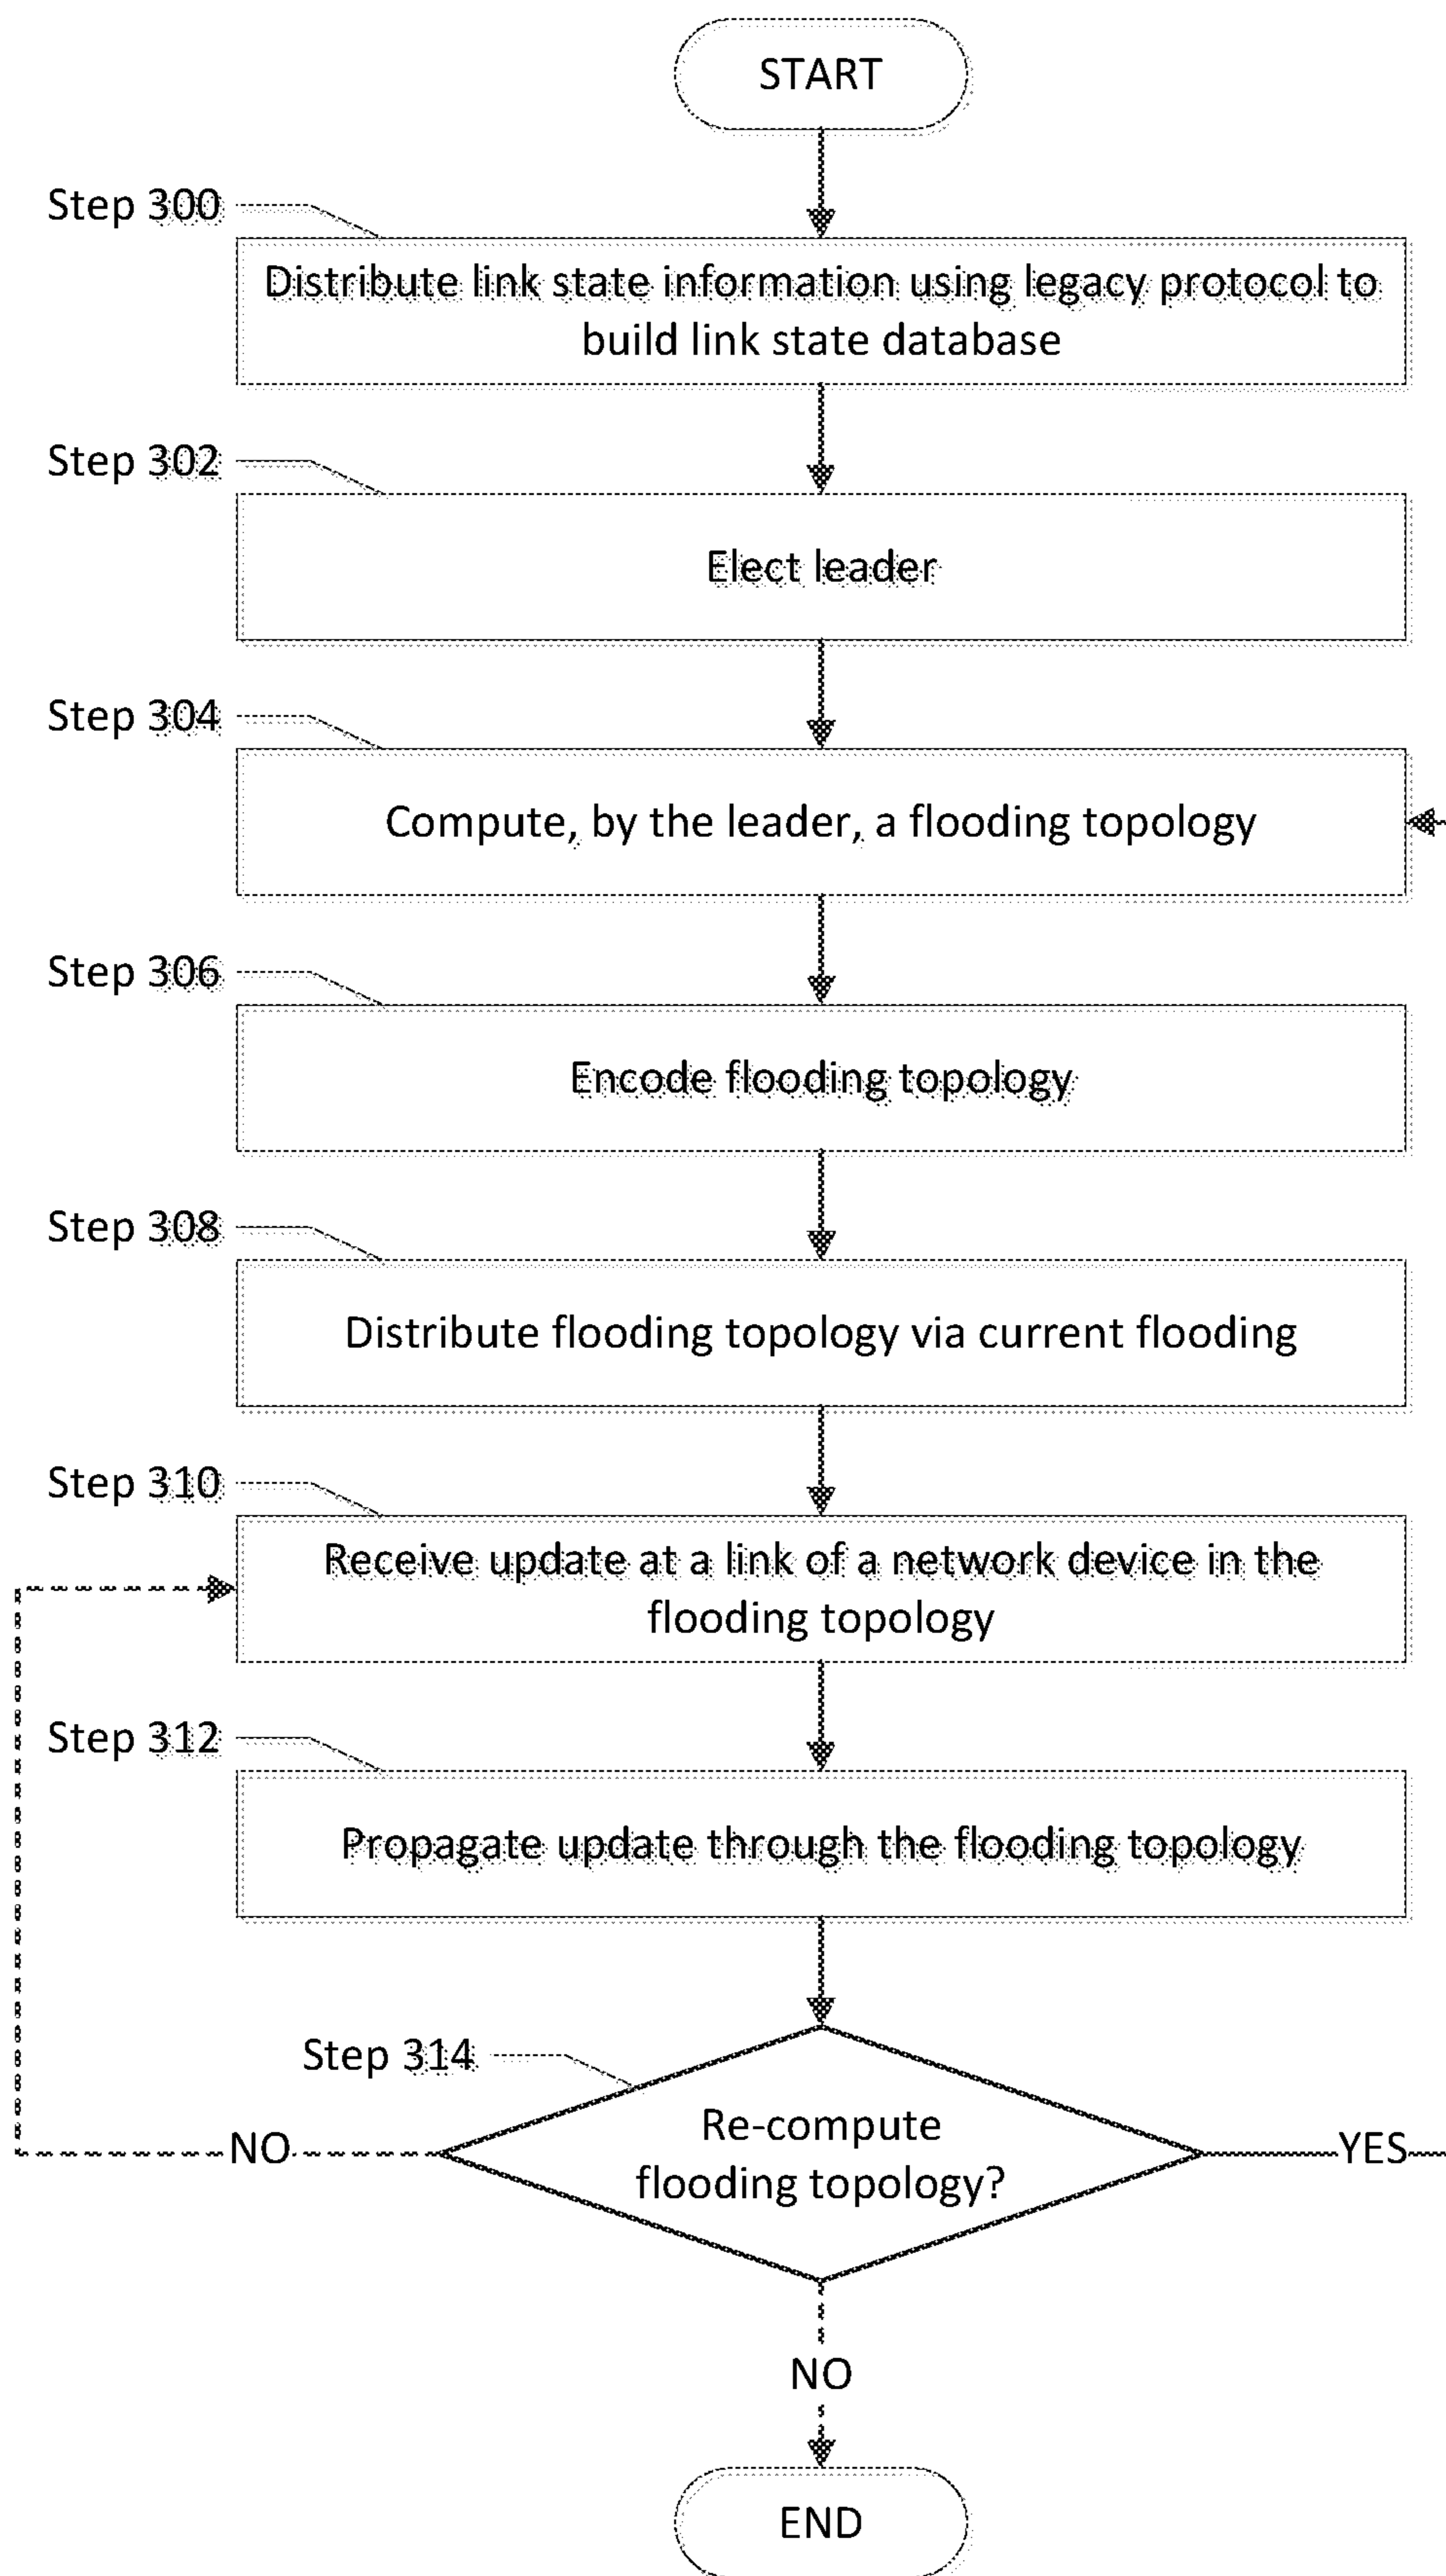 START
Step 300
Distribute link state information using legacy protocol to
build link state database
Step 302
Elect leader
Step 304
Compute, by the leader, a flooding topology
Step 306
Encode flooding topology
Step 308
Distribute flooding topology via current flooding
Step 310
Receive update at a link of a network device in the
flooding topology
Step 312
Propagate update through the flooding topology
Step 314
Re-compute
flooding topology?
NO
YES
NO
END